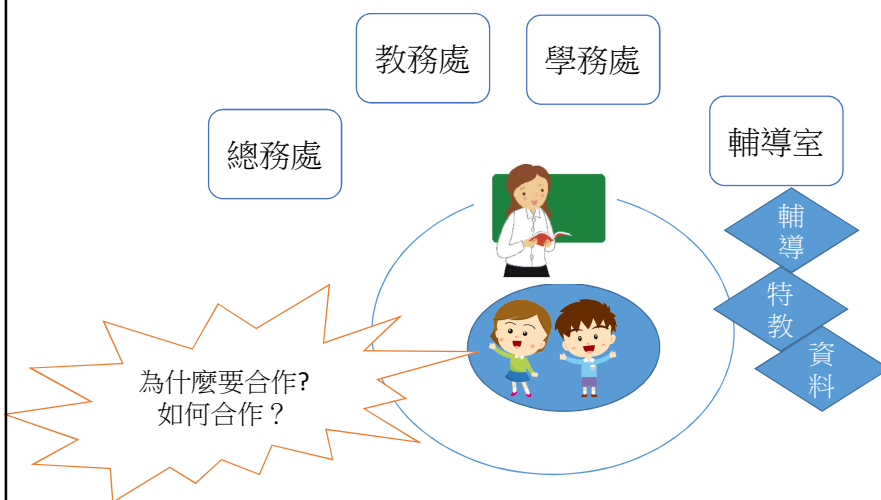 教務處
學務處
總務處
輔導室
輔
導
特
教
資
料
為什麼要合作?
如何合作？